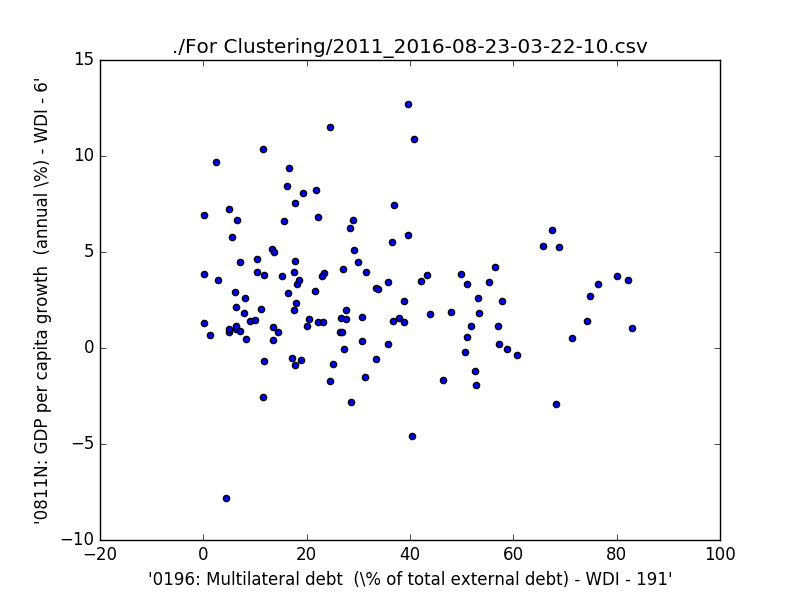 ./For Clustering/2011_2016-08-23-03-22-10.csv
15
10
5
0
−5
−10
'0811N: GDP per capita growth  (annual \%) - WDI - 6'
−20 0 20 40 60 80 100
'0196: Multilateral debt  (\% of total external debt) - WDI - 191'